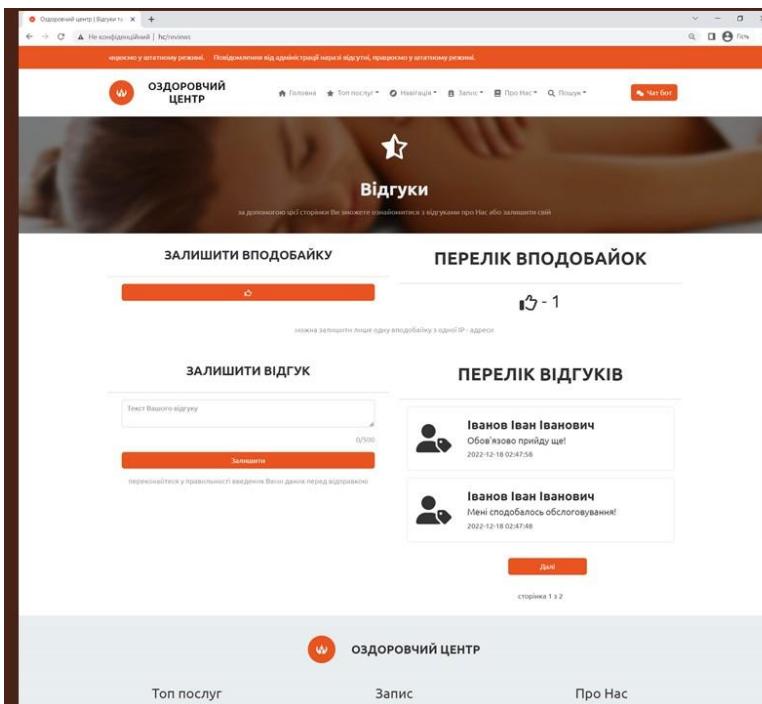 Оздоровчий центр | Відгуки та
Не конфіденційний | hc/reviews
Гість
ацюємо у штатному режимі. Повідомлення від адміністрації наразі відсутні, працюємо у штатному режимі.
ОЗДОРОВЧИЙ
ЦЕНТР
Головна Топ послуг Навігація Запис Про Нас Пошук Чат бот
Відгуки
за допомогою цієї сторінки Ви зможете ознайомитися з відгуками про Нас або залишити свій
ЗАЛИШИТИ ВПОДОБАЙКУ
ПЕРЕЛІК ВПОДОБАЙОК
- 1
можна залишити лише одну вподобайку з одної IP - адреси
ЗАЛИШИТИ ВІДГУК
Текст Вашого відгуку
0/500
Залишити
переконайтеся у правильності введених Вами даних перед відправкою
ПЕРЕЛІК ВІДГУКІВ
Іванов Іван Іванович
Обов'язково прийду ще!
2022-12-18 02:47:58
Іванов Іван Іванович
Мені сподобалось обслоговування!
2022-12-18 02:47:48
Далі
сторінка 1 з 2
ОЗДОРОВЧИЙ ЦЕНТР
Топ послуг Запис Про Нас